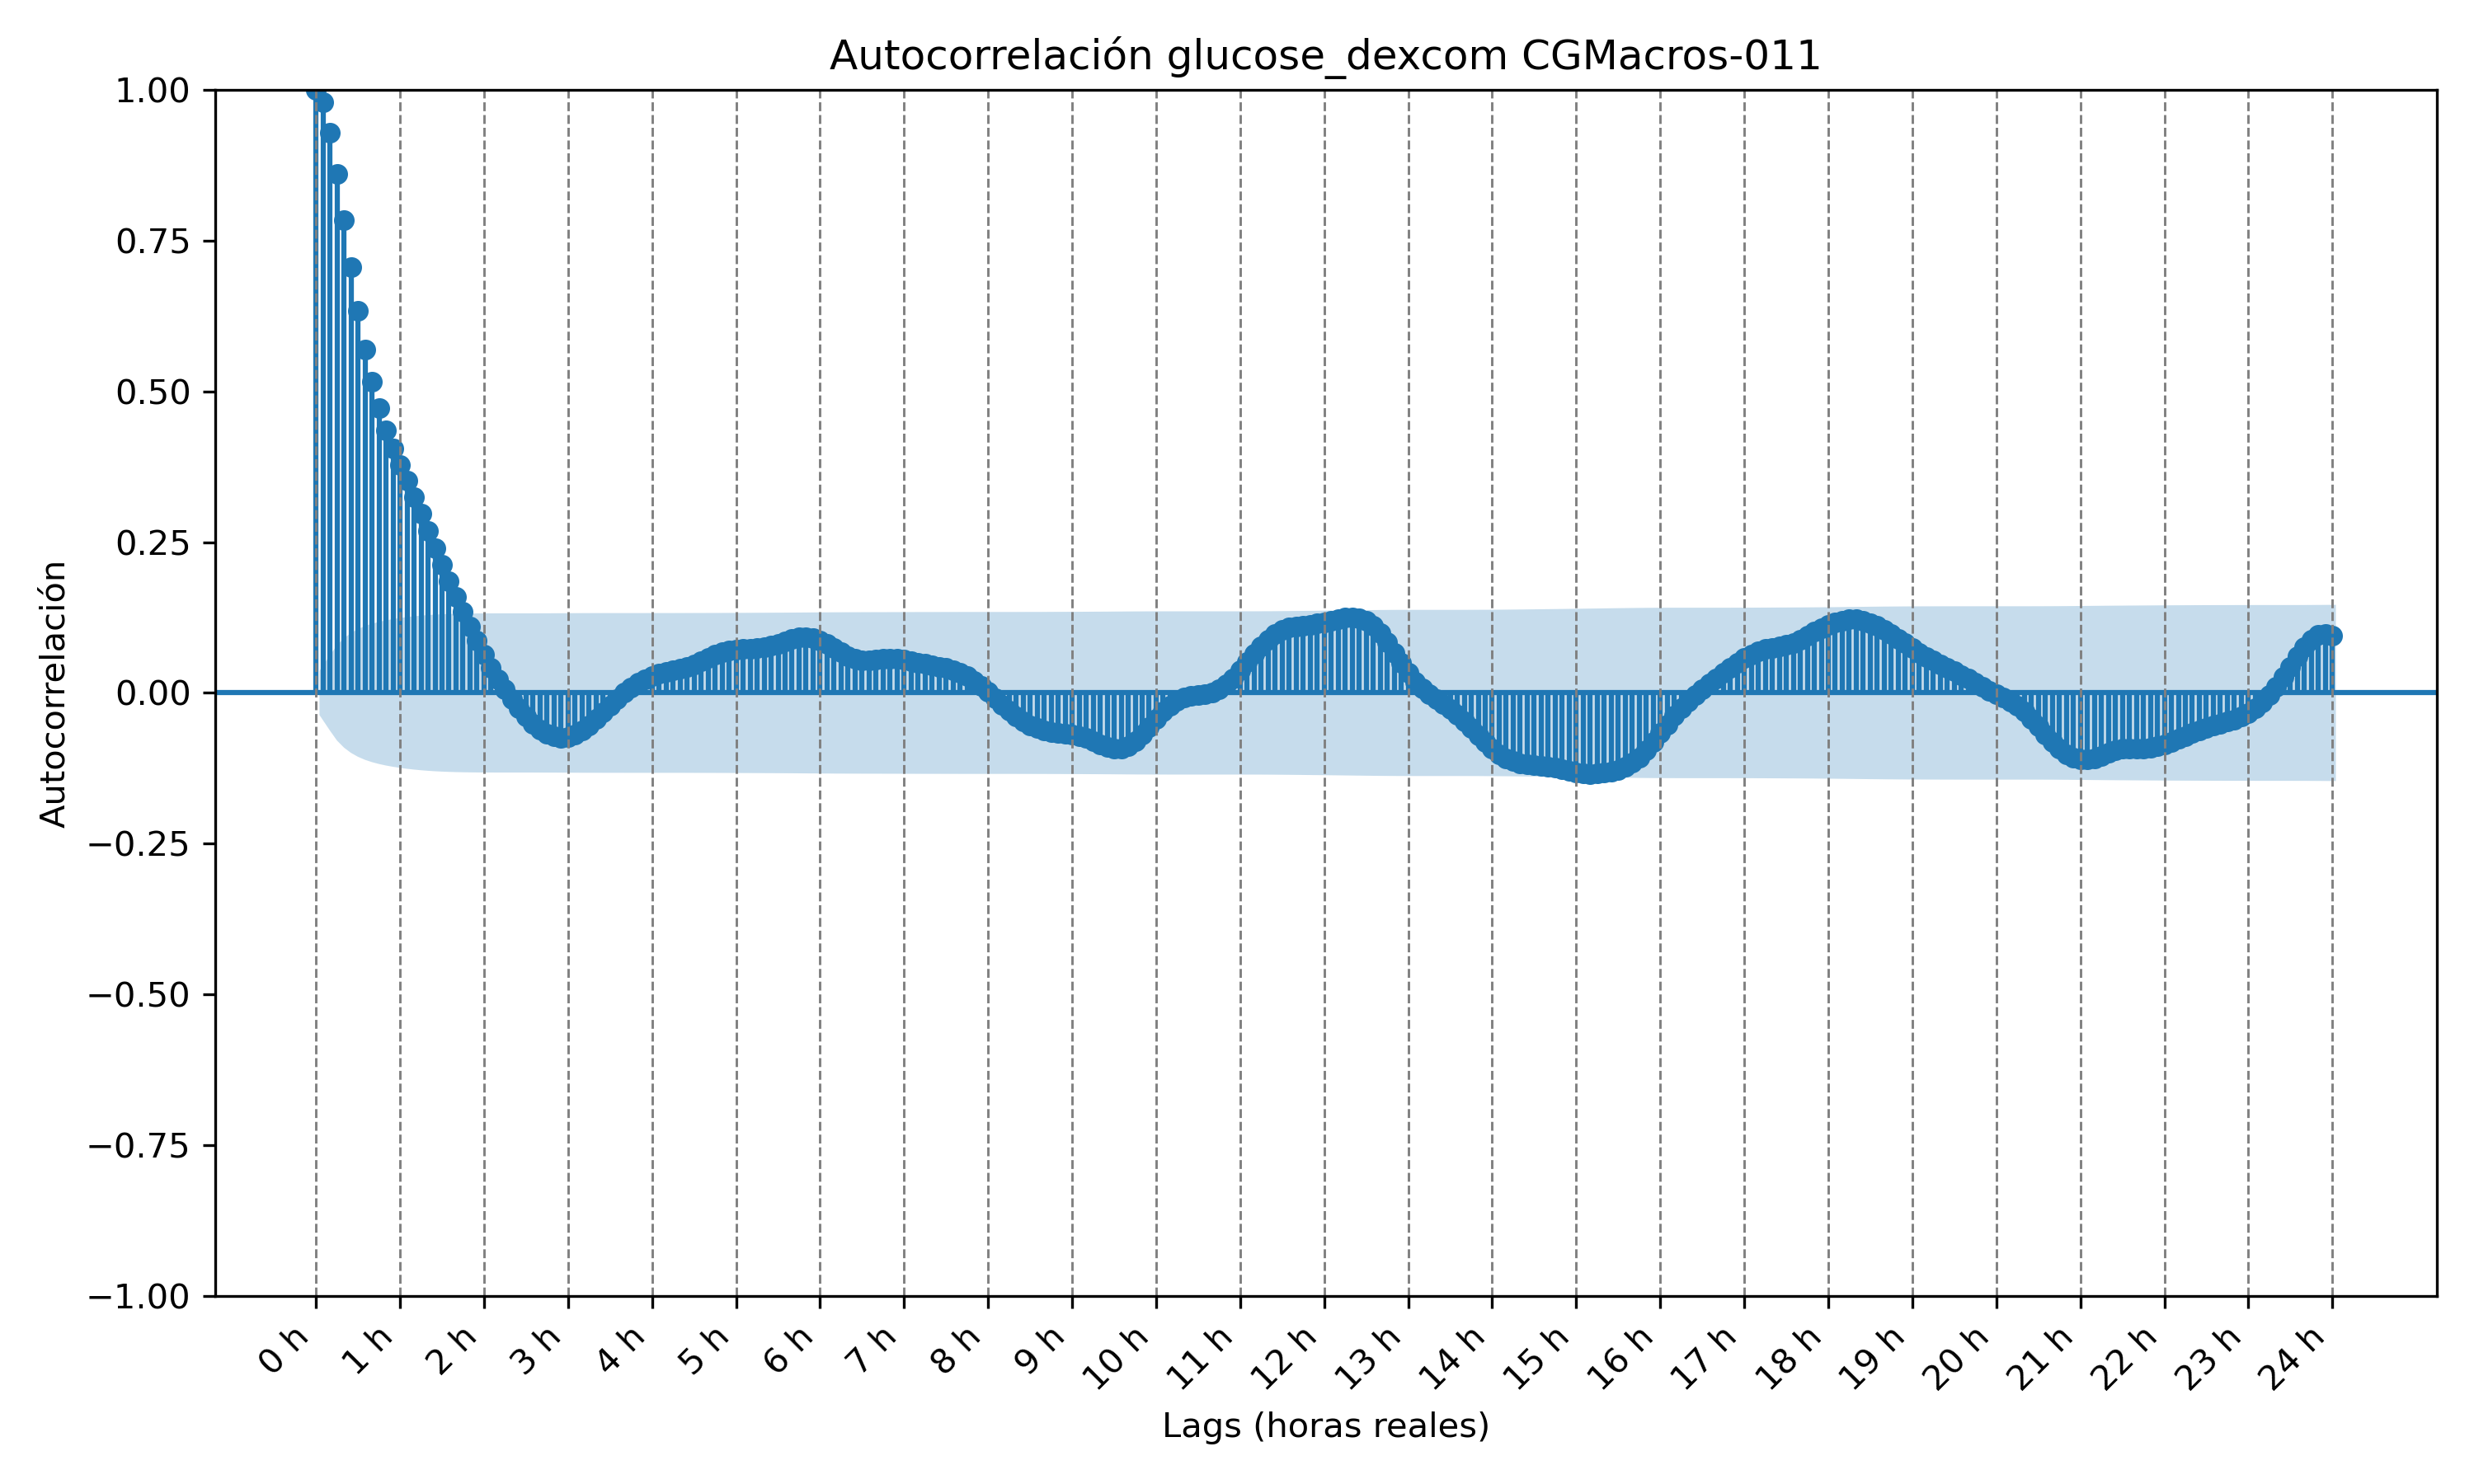 Autocorrelación glucose_dexcom CGMacros-011
1.00
0.75
0.50
0.25
0.00
−0.25
−0.50
−0.75
−1.00
Autocorrelación
0 h
1 h
2 h
3 h
4 h
5 h
6 h
7 h
8 h
9 h
10 h
11 h
12 h
13 h
14 h
15 h
16 h
17 h
18 h
19 h
20 h
21 h
22 h
23 h
24 h
Lags (horas reales)